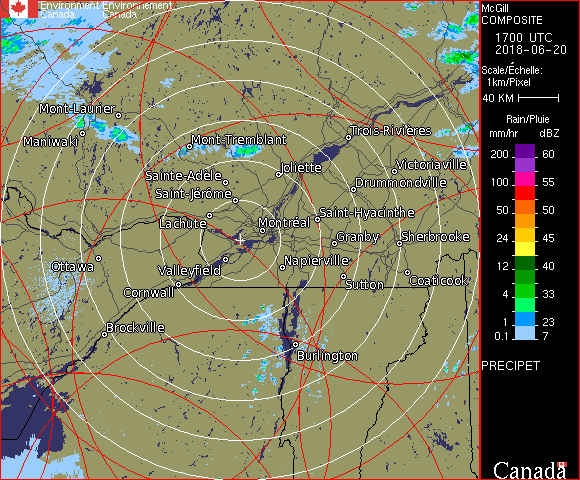 Environment Environnement
Canada Canada
McGill
COMPOSITE
1700 UTC
2018-06-20
Scale/Échelle:
1km/Pixel
40 KM
Rain/Pluie
mm/hr dBZ
200 60
100 55
50 50
24 45
12 40
4 33
1 23
0.1 7
PRECIPET
Canada
Mont-Laurier
Maniwaki
Mont-Tremblant
Trois-Rivières
Sainte-Adèle
Joliette
Victoriaville
Saint-Jérôme
Drummondville
Lachute
Montréal
Saint-Hyacinthe
Granby
Sherbrooke
Ottawa
Valleyfield
Napierville
Cornwall
Sutton
Coaticook
Brockville
Burlington